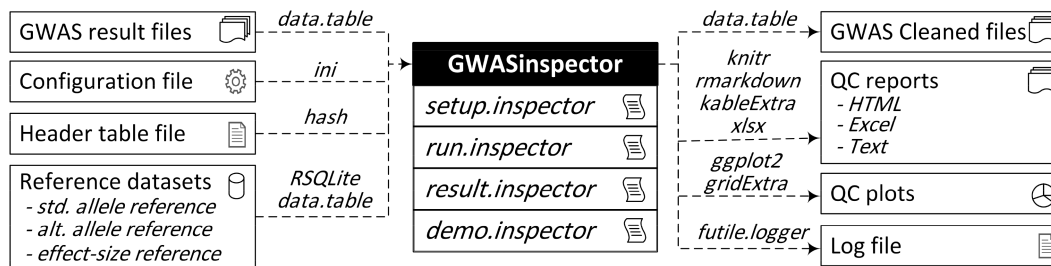 GWAS result files
Configuration file
Header table file
Reference datasets
- std. allele reference
- alt. allele reference
- effect-size reference
data.table
ini
hash
RSQLite
data.table
GWASinspector
setup.inspector
run.inspector
result.inspector
demo.inspector
data.table
knitr
rmarkdown
kableExtra
xlsx
ggplot2
gridExtra
futile.logger
GWAS Cleaned files
QC reports
- HTML
- Excel
- Text
QC plots
Log file